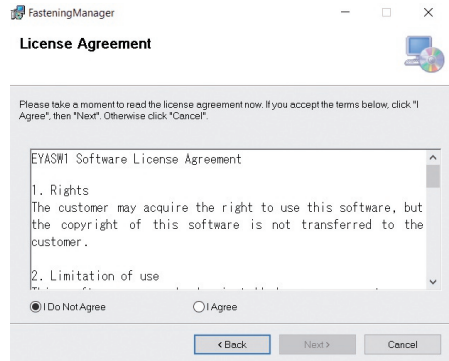 FasteningManager
License Agreement
Please take a moment to read the license agreement now. If you accept the terms below, click "I
Agree", then "Next". Otherwise click "Cancel".
EYASW1 Software License Agreement
1. Rights
The customer may acquire the right to use this software, but
the copyright of this software is not transferred to the
customer.
2. Limitation of use
I Do Not Agree
I Agree
< Back
Next >
Cancel